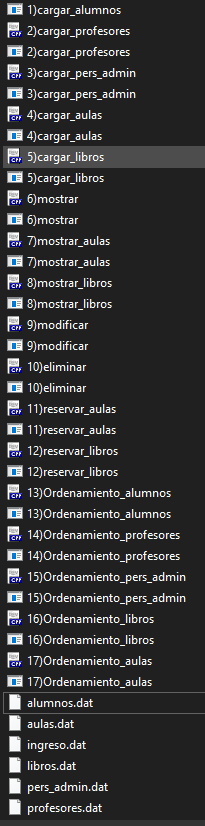 1)cargar_alumnos
2)cargar_profesores
2)cargar_profesores
3)cargar_pers_admin
3)cargar_pers_admin
4)cargar_aulas
4)cargar_aulas
5)cargar_libros
5)cargar_libros
6)mostrar
6)mostrar
7)mostrar_aulas
7)mostrar_aulas
8)mostrar_libros
8)mostrar_libros
9)modificar
9)modificar
10)eliminar
10)eliminar
11)reservar_aulas
11)reservar_aulas
12)reservar_libros
12)reservar_libros
13)Ordenamiento_alumnos
13)Ordenamiento_alumnos
14)Ordenamiento_profesores
14)Ordenamiento_profesores
15)Ordenamiento_pers_admin
15)Ordenamiento_pers_admin
16)Ordenamiento_libros
16)Ordenamiento_libros
17)Ordenamiento_aulas
17)Ordenamiento_aulas
alumnos.dat
aulas.dat
ingreso.dat
libros.dat
pers_admin.dat
profesores.dat